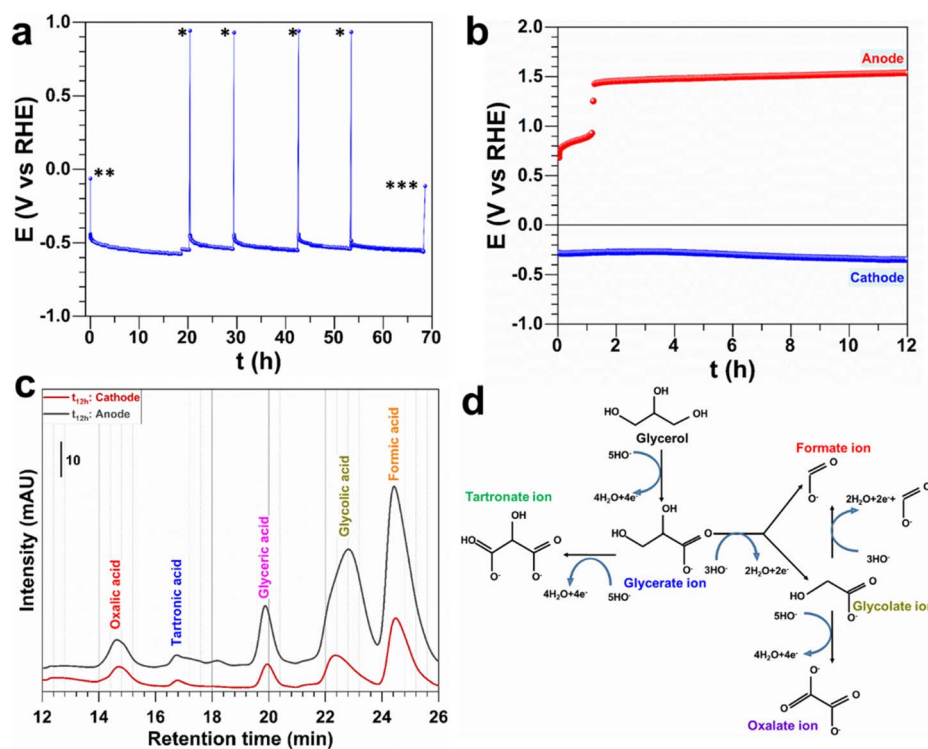 a
E (V vs RHE)
1.0
0.5
0.0
-0.5
-1.0
**
*
*
*
*
***
0
10
20
30
40
50
60
70
t (h)
b
E (V vs RHE)
2.0
1.5
1.0
0.5
0.0
-0.5
-1.0
Anode
Cathode
0
2
4
6
8
10
12
t (h)
c
Intensity (mAU)
t12h: Cathode
t12h: Anode
10
Oxalic acid
Tartronic acid
Glyceric acid
Glycolic acid
Formic acid
12
14
16
18
20
22
24
26
Retention time (min)
d
OH
HO
OH
Glycerol
5HO-
4H2O+4e-
Tartronate ion
OH
HO
O
O-
O-
4H2O+4e-
5HO-
OH
HO
O
O-
Glycerate ion
3HO-
2H2O+2e-
Formate ion
O
O-
2H2O+2e-+
O
O-
3HO-
HO
O
O-
Glycolate ion
5HO-
4H2O+4e-
O-
O
O
O-
Oxalate ion